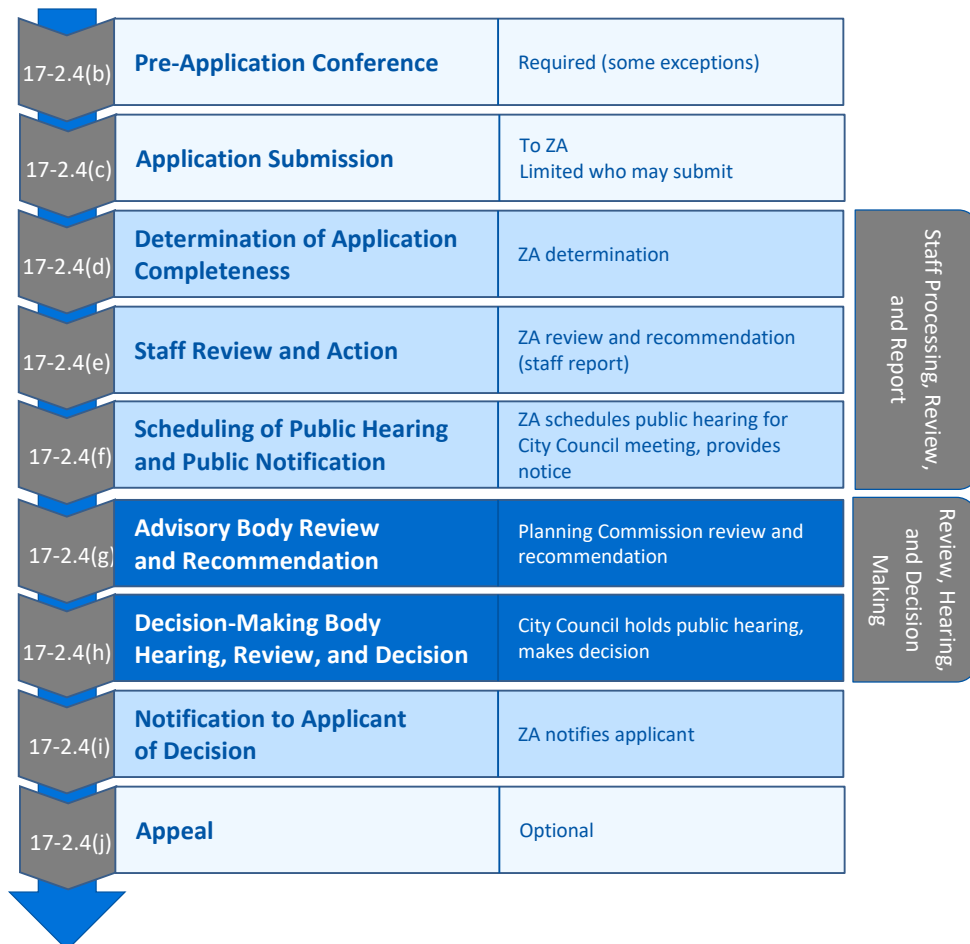 17-2.4(b)
Pre-Application Conference
Required (some exceptions)
17-2.4(c)
Application Submission
To ZA
Limited who may submit
17-2.4(d)
Determination of Application
Completeness
ZA determination
17-2.4(e)
Staff Review and Action
ZA review and recommendation
(staff report)
17-2.4(f)
Scheduling of Public Hearing
and Public Notification
ZA schedules public hearing for
City Council meeting, provides
notice
Staff Processing, Review,
and Report
17-2.4(g)
Advisory Body Review
and Recommendation
Planning Commission review and
recommendation
17-2.4(h)
Decision-Making Body
Hearing, Review, and Decision
City Council holds public hearing,
makes decision
Review, Hearing,
and Decision
Making
17-2.4(i)
Notification to Applicant
of Decision
ZA notifies applicant
17-2.4(j)
Appeal
Optional